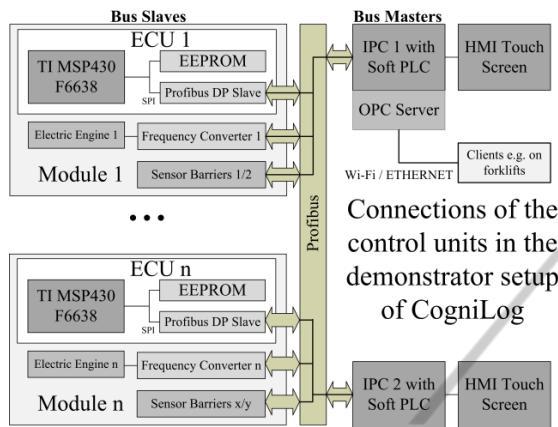 Bus Slaves
Bus Masters
ECU 1
TI MSP430
F6638
EEPROM
SPI
Profibus DP Slave
Electric Engine 1
Frequency Converter 1
Module 1
Sensor Barriers 1/2
...
ECU n
TI MSP430
F6638
EEPROM
SPI
Profibus DP Slave
Electric Engine n
Frequency Converter n
Module n
Sensor Barriers x/y
Profibus
IPC 1 with
Soft PLC
HMI Touch
Screen
OPC Server
Wi-Fi / ETHERNET
Clients e.g. on
forklifts
Connections of the
control units in the
demonstrator setup
of CogniLog
IPC 2 with
Soft PLC
HMI Touch
Screen